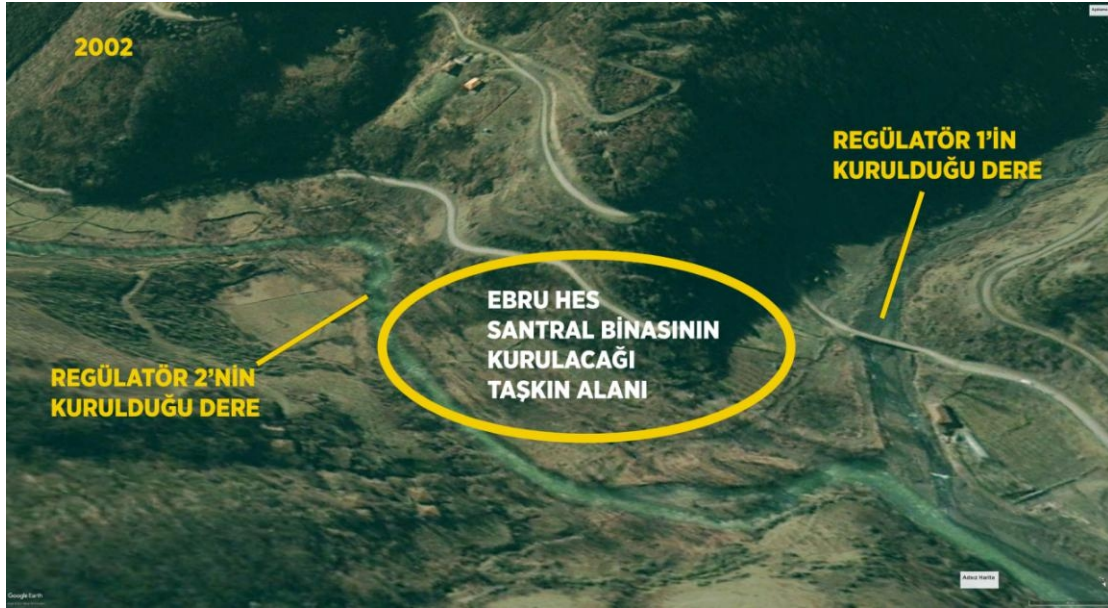 2002
REGÜLATÖR 1'İN
KURULDUĞU DERE
EBRU HES
SANTRAL BİNASININ
KURULACAĞI
TAŞKIN ALANI
REGÜLATÖR 2'NİN
KURULDUĞU DERE
Adsız Harita
Google Earth